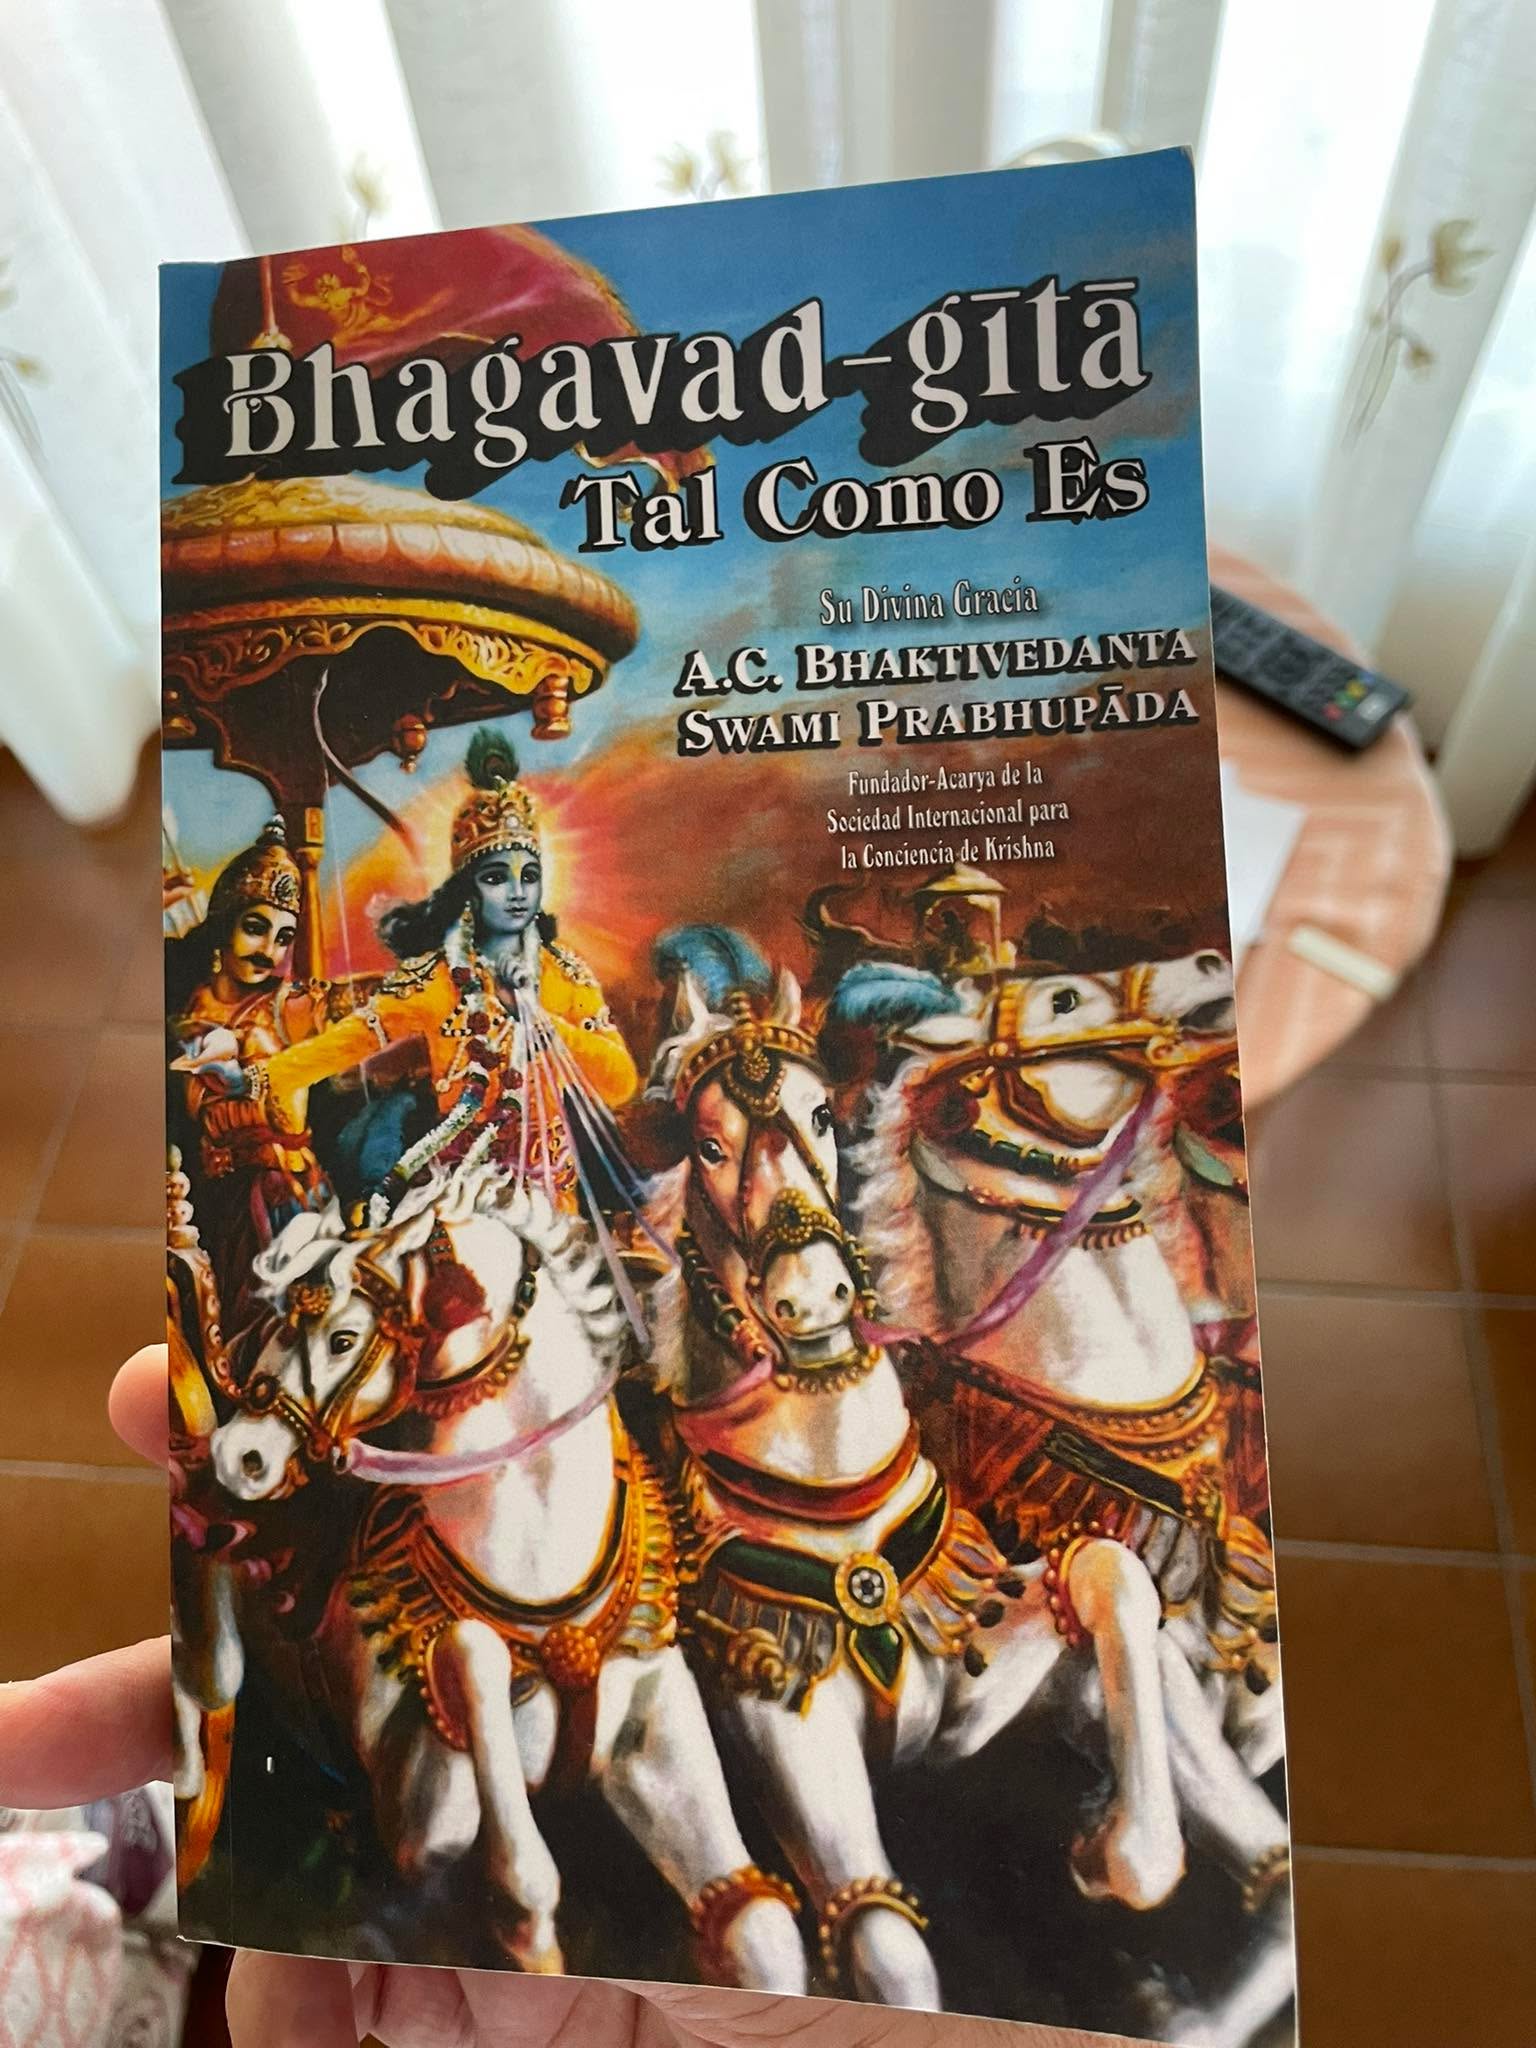 Bhagavad-gītā
Tal Como Es
Su Divina Gracia
A.C. BHAKTIVEDANTA
SWAMI PRABHUPĀDA
Fundador-Acarya de la
Sociedad Internacional para
la Conciencia de Krishna